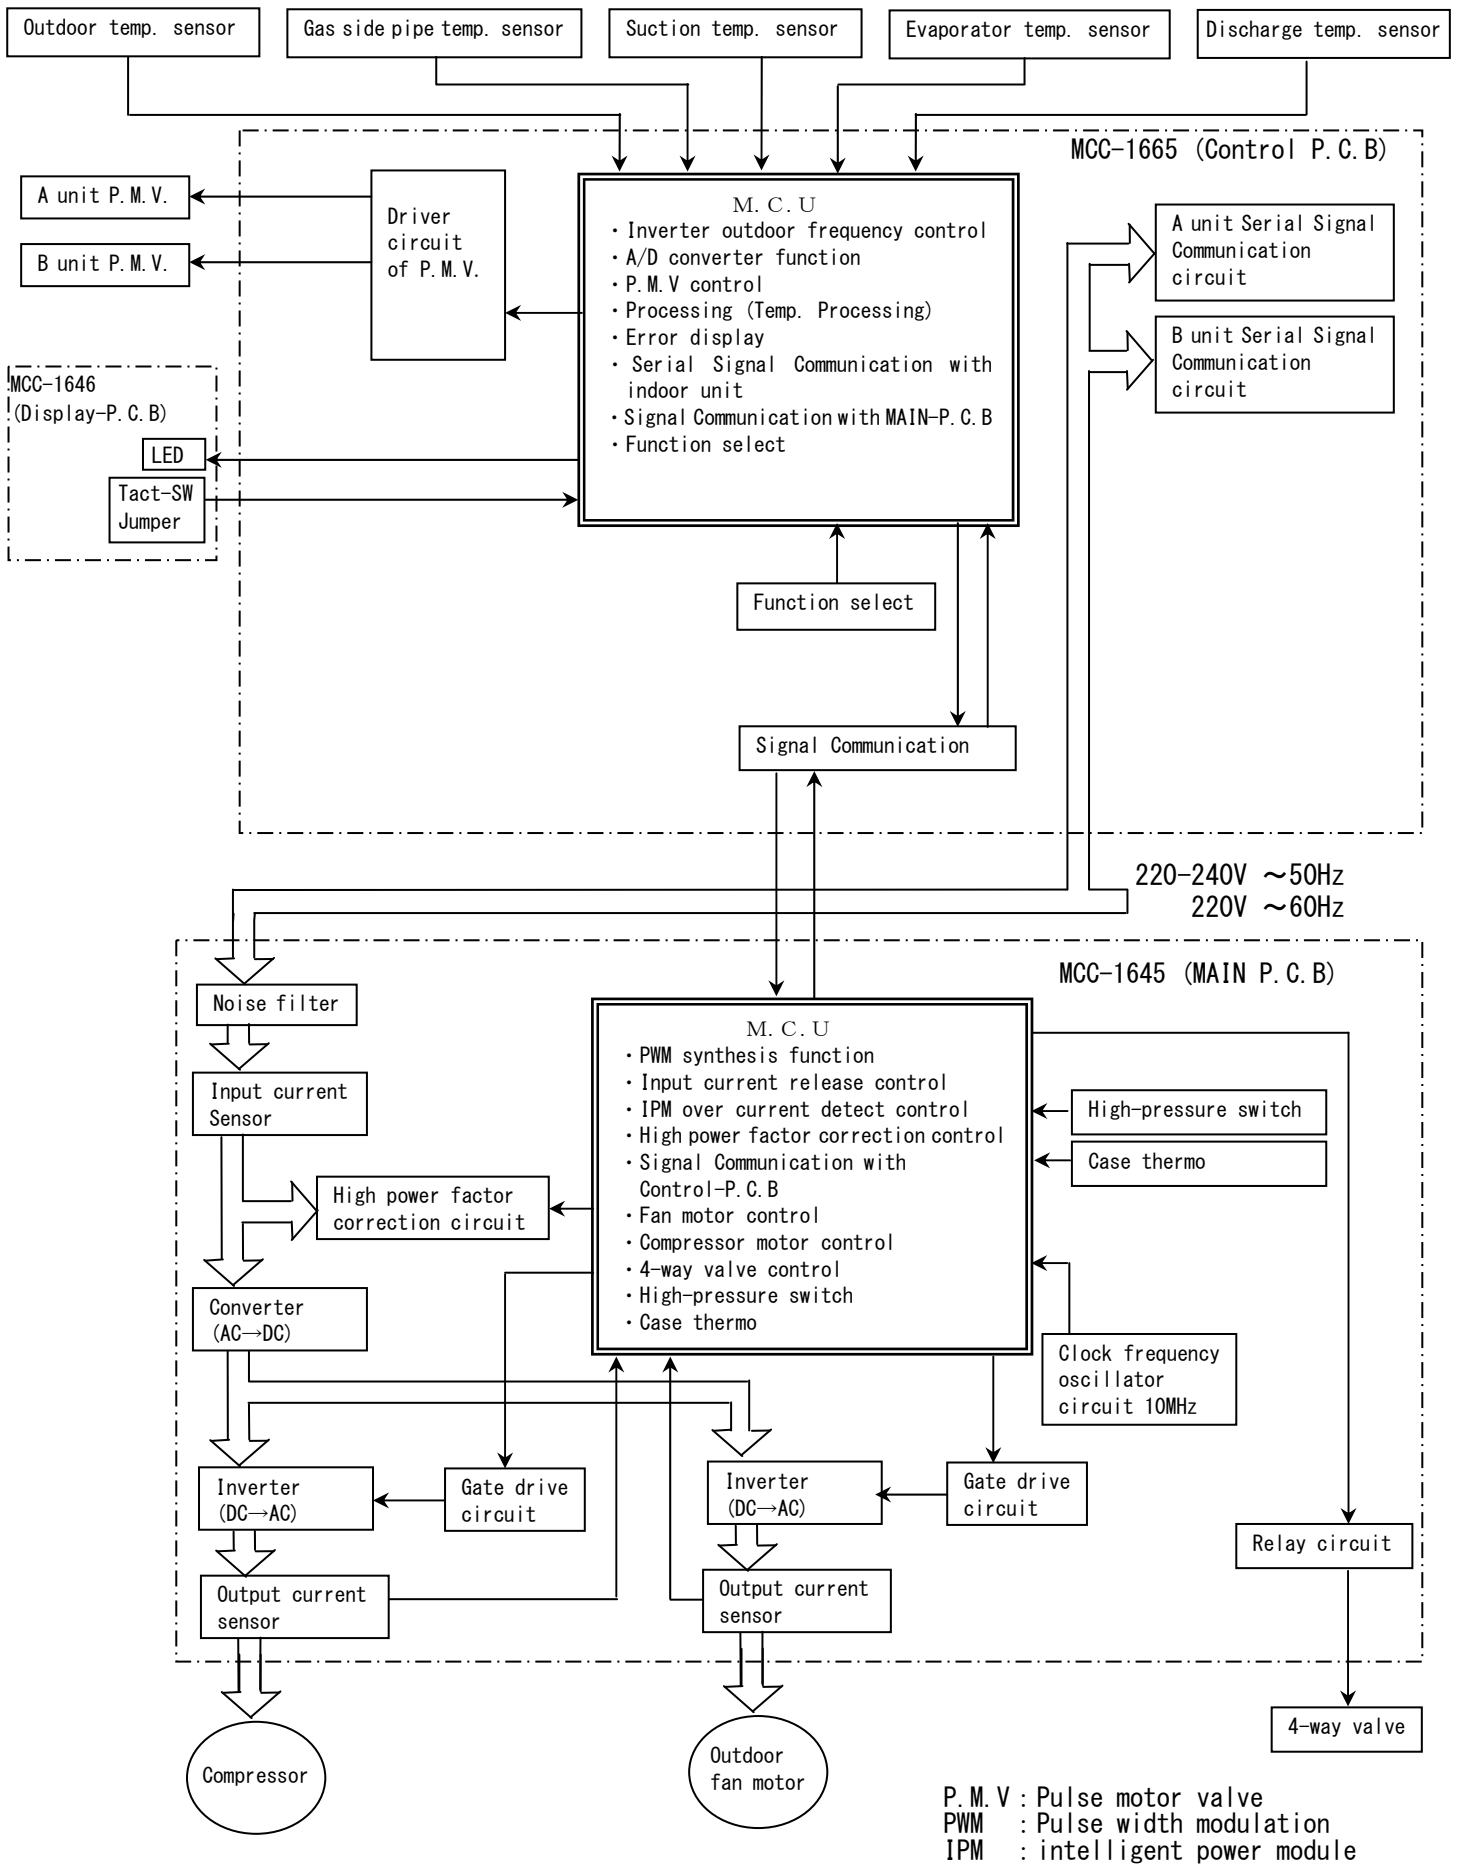 Outdoor temp. sensor
Gas side pipe temp. sensor
Suction temp. sensor
Evaporator temp. sensor
Discharge temp. sensor
MCC-1665 (Control P.C.B)
A unit P.M.V.
B unit P.M.V.
Driver
circuit
of P.M.V.
M.C.U
・Inverter outdoor frequency control
・A/D converter function
・P.M.V control
・Processing (Temp. Processing)
・Error display
・Serial Signal Communication with
indoor unit
・Signal Communication with MAIN-P.C.B
・Function select
A unit Serial Signal
Communication
circuit
B unit Serial Signal
Communication
circuit
MCC-1646
(Display-P.C.B)
LED
Tact-SW
Jumper
Function select
Signal Communication
220-240V ～50Hz
220V ～60Hz
MCC-1645 (MAIN P.C.B)
Noise filter
Input current
Sensor
High power factor
correction circuit
Converter
(AC→DC)
M.C.U
・PWM synthesis function
・Input current release control
・IPM over current detect control
・High power factor correction control
・Signal Communication with
Control-P.C.B
・Fan motor control
・Compressor motor control
・4-way valve control
・High-pressure switch
・Case thermo
High-pressure switch
Case thermo
Clock frequency
oscillator
circuit 10MHz
Inverter
(DC→AC)
Gate drive
circuit
Inverter
(DC→AC)
Gate drive
circuit
Relay circuit
Output current
sensor
Output current
sensor
4-way valve
Compressor
Outdoor
fan motor
P.M.V : Pulse motor valve
PWM : Pulse width modulation
IPM : intelligent power module